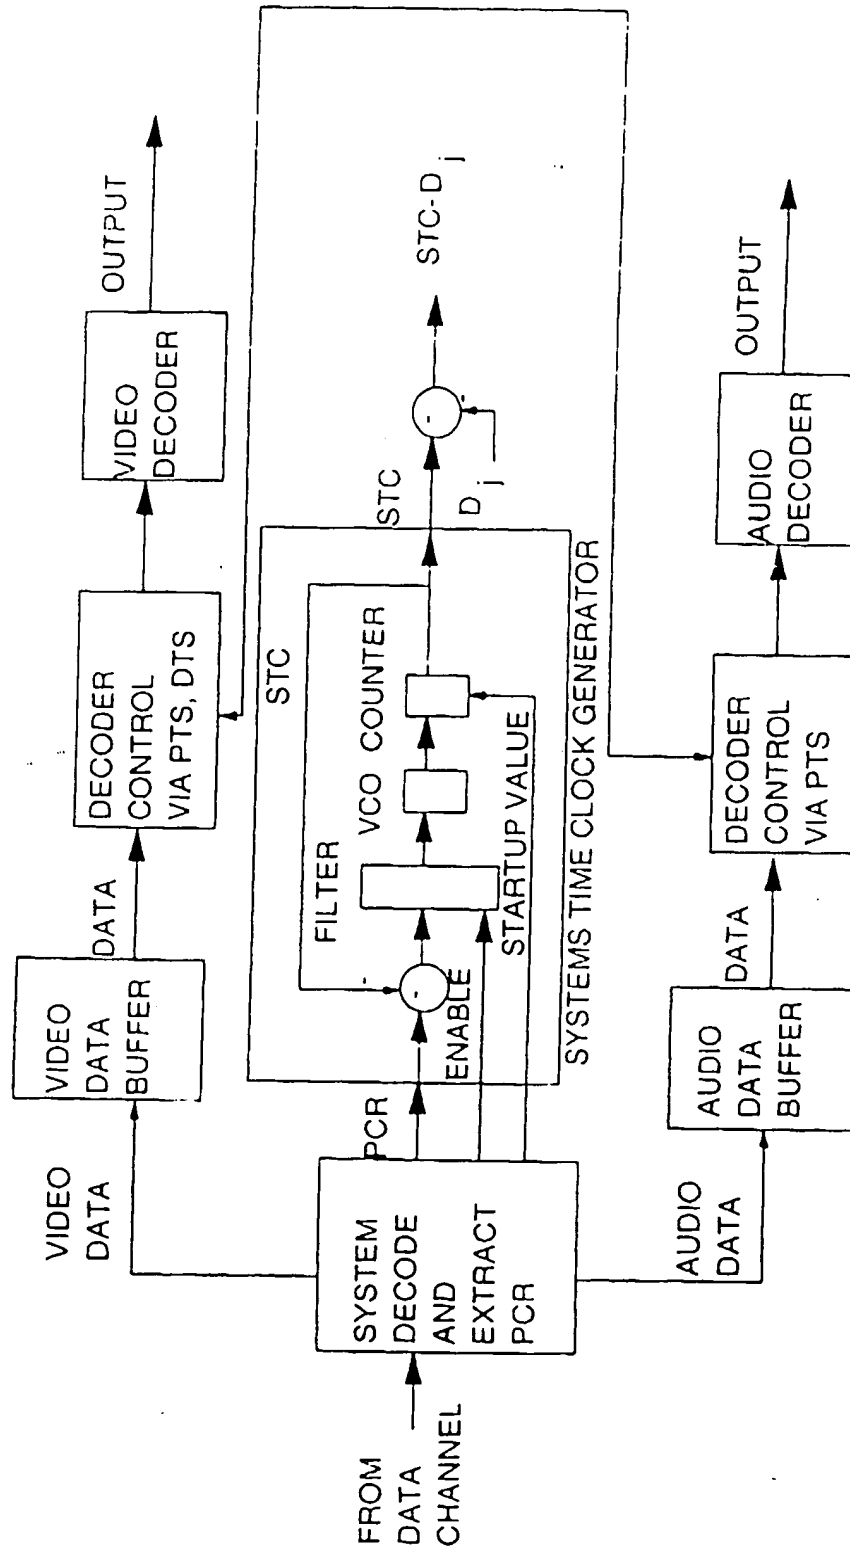 FROM
DATA
CHANNEL
SYSTEM
DECODE
AND
EXTRACT
PCR
VIDEO
DATA
VIDEO
DATA
BUFFER
DATA
DECODER
CONTROL
VIA PTS, DTS
VIDEO
DECODER
OUTPUT
PCR
ENABLE
FILTER
VCO
COUNTER
STC
STARTUP VALUE
SYSTEMS TIME CLOCK GENERATOR
STC
D j
STC-D j
AUDIO
DATA
AUDIO
DATA
BUFFER
DATA
DECODER
CONTROL
VIA PTS
AUDIO
DECODER
OUTPUT